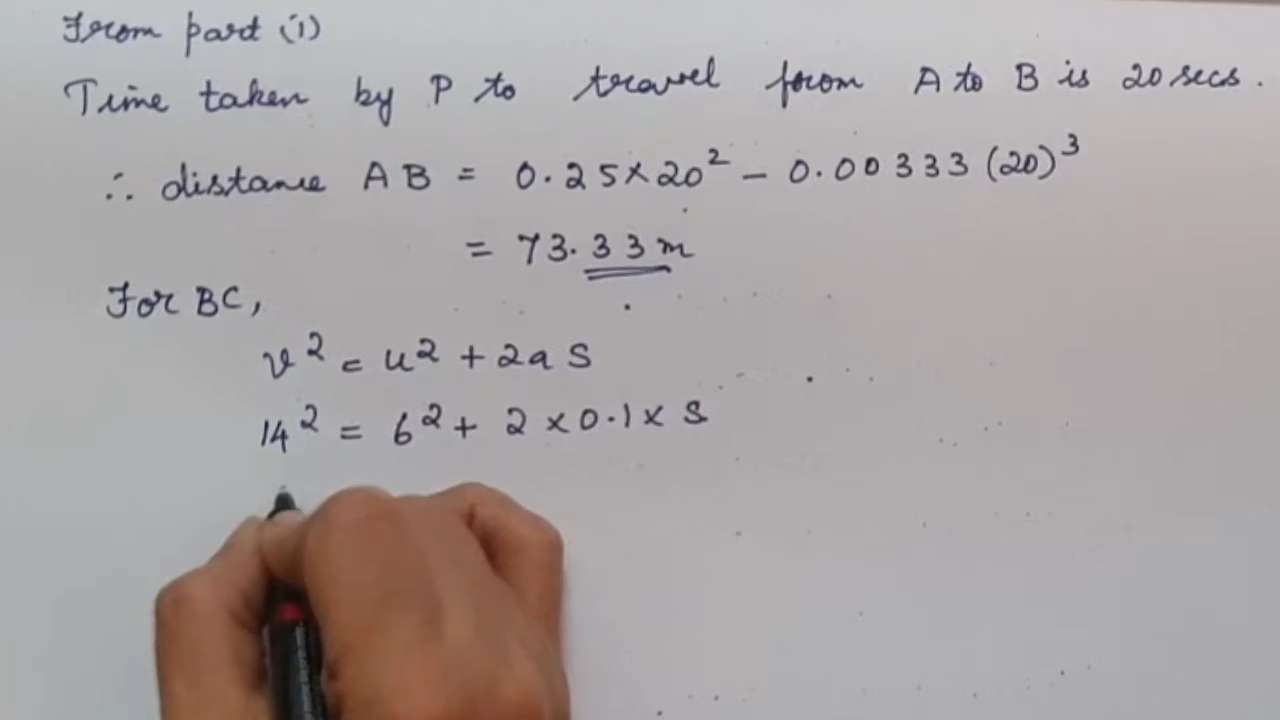 From part (i)
Time taken by P to travel from A to B is 20 secs.
∴ distance AB = 0.25×20² – 0.00333(20)³
= 73.33m
For BC,
v² = u² + 2as
14² = 6² + 2×0.1×s